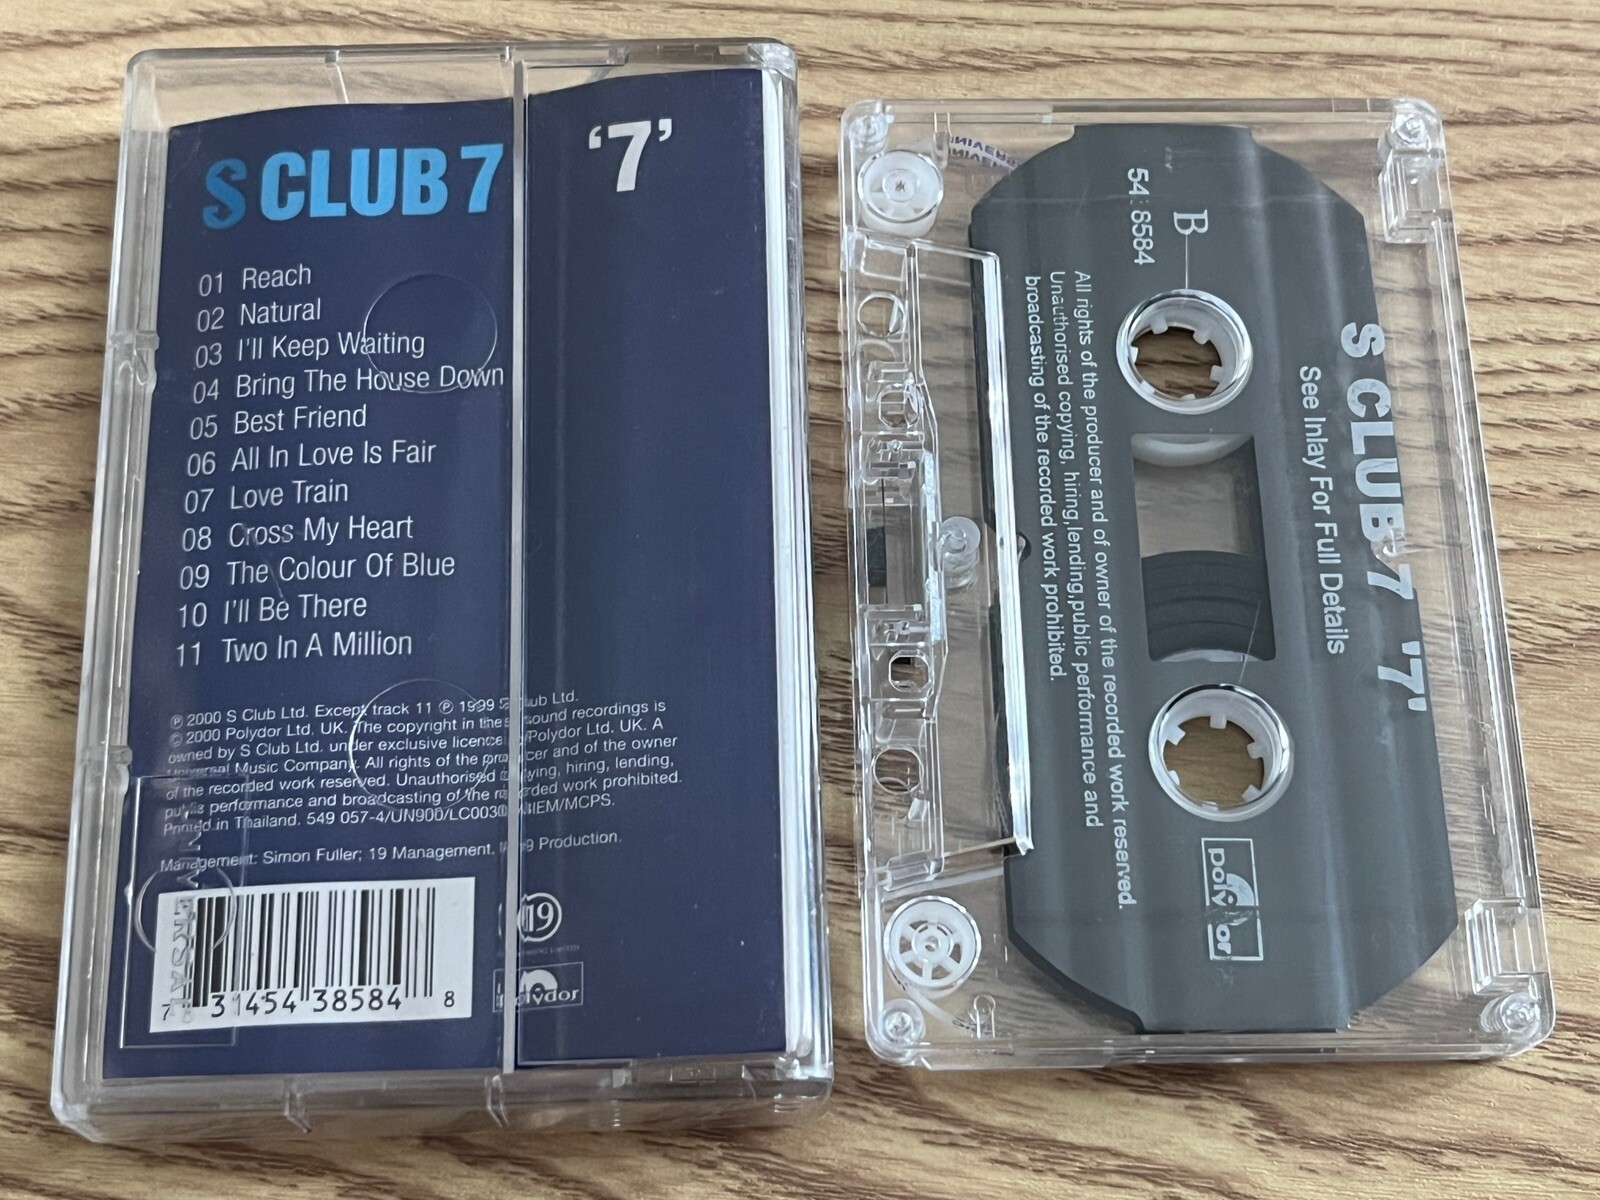 S CLUB 7
'7'
01 Reach
02 Natural
03 I'll Keep Waiting
04 Bring The House Down
05 Best Friend
06 All In Love Is Fair
07 Love Train
08 Cross My Heart
09 The Colour Of Blue
10 I'll Be There
11 Two In A Million
℗ 2000 S Club Ltd. Except track 11 ℗ 1999 S Club Ltd.
© 2000 Polydor Ltd. UK. The copyright in these sound recordings is
owned by S Club Ltd. under exclusive licence Polydor Ltd. UK. A
Universal Music Company. All rights of the producer and of the owner
of the recorded work reserved. Unauthorised copying, hiring, lending,
public performance and broadcasting of the recorded work prohibited.
Printed in Thailand. 549 057-4/UN900/LC0030 /BIEM/MCPS.
Management: Simon Fuller; 19 Management. 19 Production.
19
polydor
7 31454 38584 8
UNIVERSAL
UNIVERS
UNIVERS
54 8584
B
All rights of the producer and of owner of the recorded work reserved.
Unauthorised copying, hiring,lending,public performance and
broadcasting of the recorded work prohibited.
S CLUB 7 '7'
See Inlay For Full Details
polydor